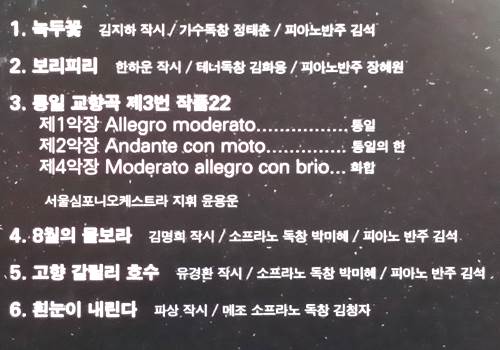 1. 녹두꽃 김지하 작시 / 가수독창 정태춘 / 피아노반주 김석
2. 보리피리 한하운 작시 / 테너독창 김화용 / 피아노반주 장혜원
3. 통일 교향곡 제3번 작품22
제1악장 Allegro moderato................ 통일
제2악장 Andante con moto.............. 통일의 한
제4악장 Moderato allegro con brio... 화합
서울심포니오케스트라 지휘 윤용운
4. 8월의 물보라 김명희 작시 / 소프라노 독창 박미혜 / 피아노 반주 김석
5. 고향 갈릴리 호수 유경환 작시 / 소프라노 독창 박미혜 / 피아노 반주 김석
6. 흰눈이 내린다 파상 작시 / 메조 소프라노 독창 김청자